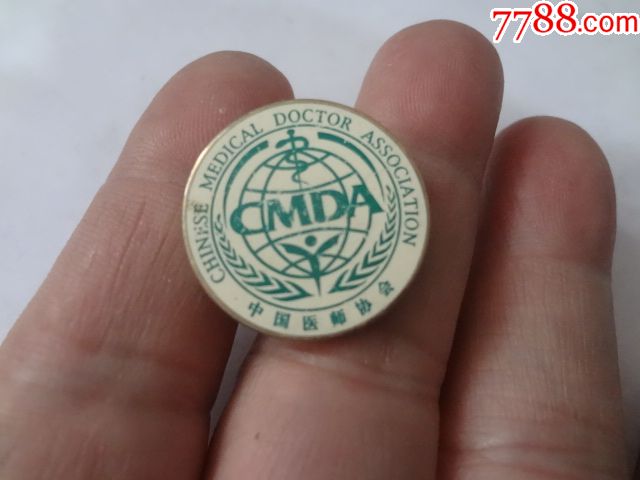 7788.com
CHINESE MEDICAL DOCTOR ASSOCIATION
CMDA
中国医师协会